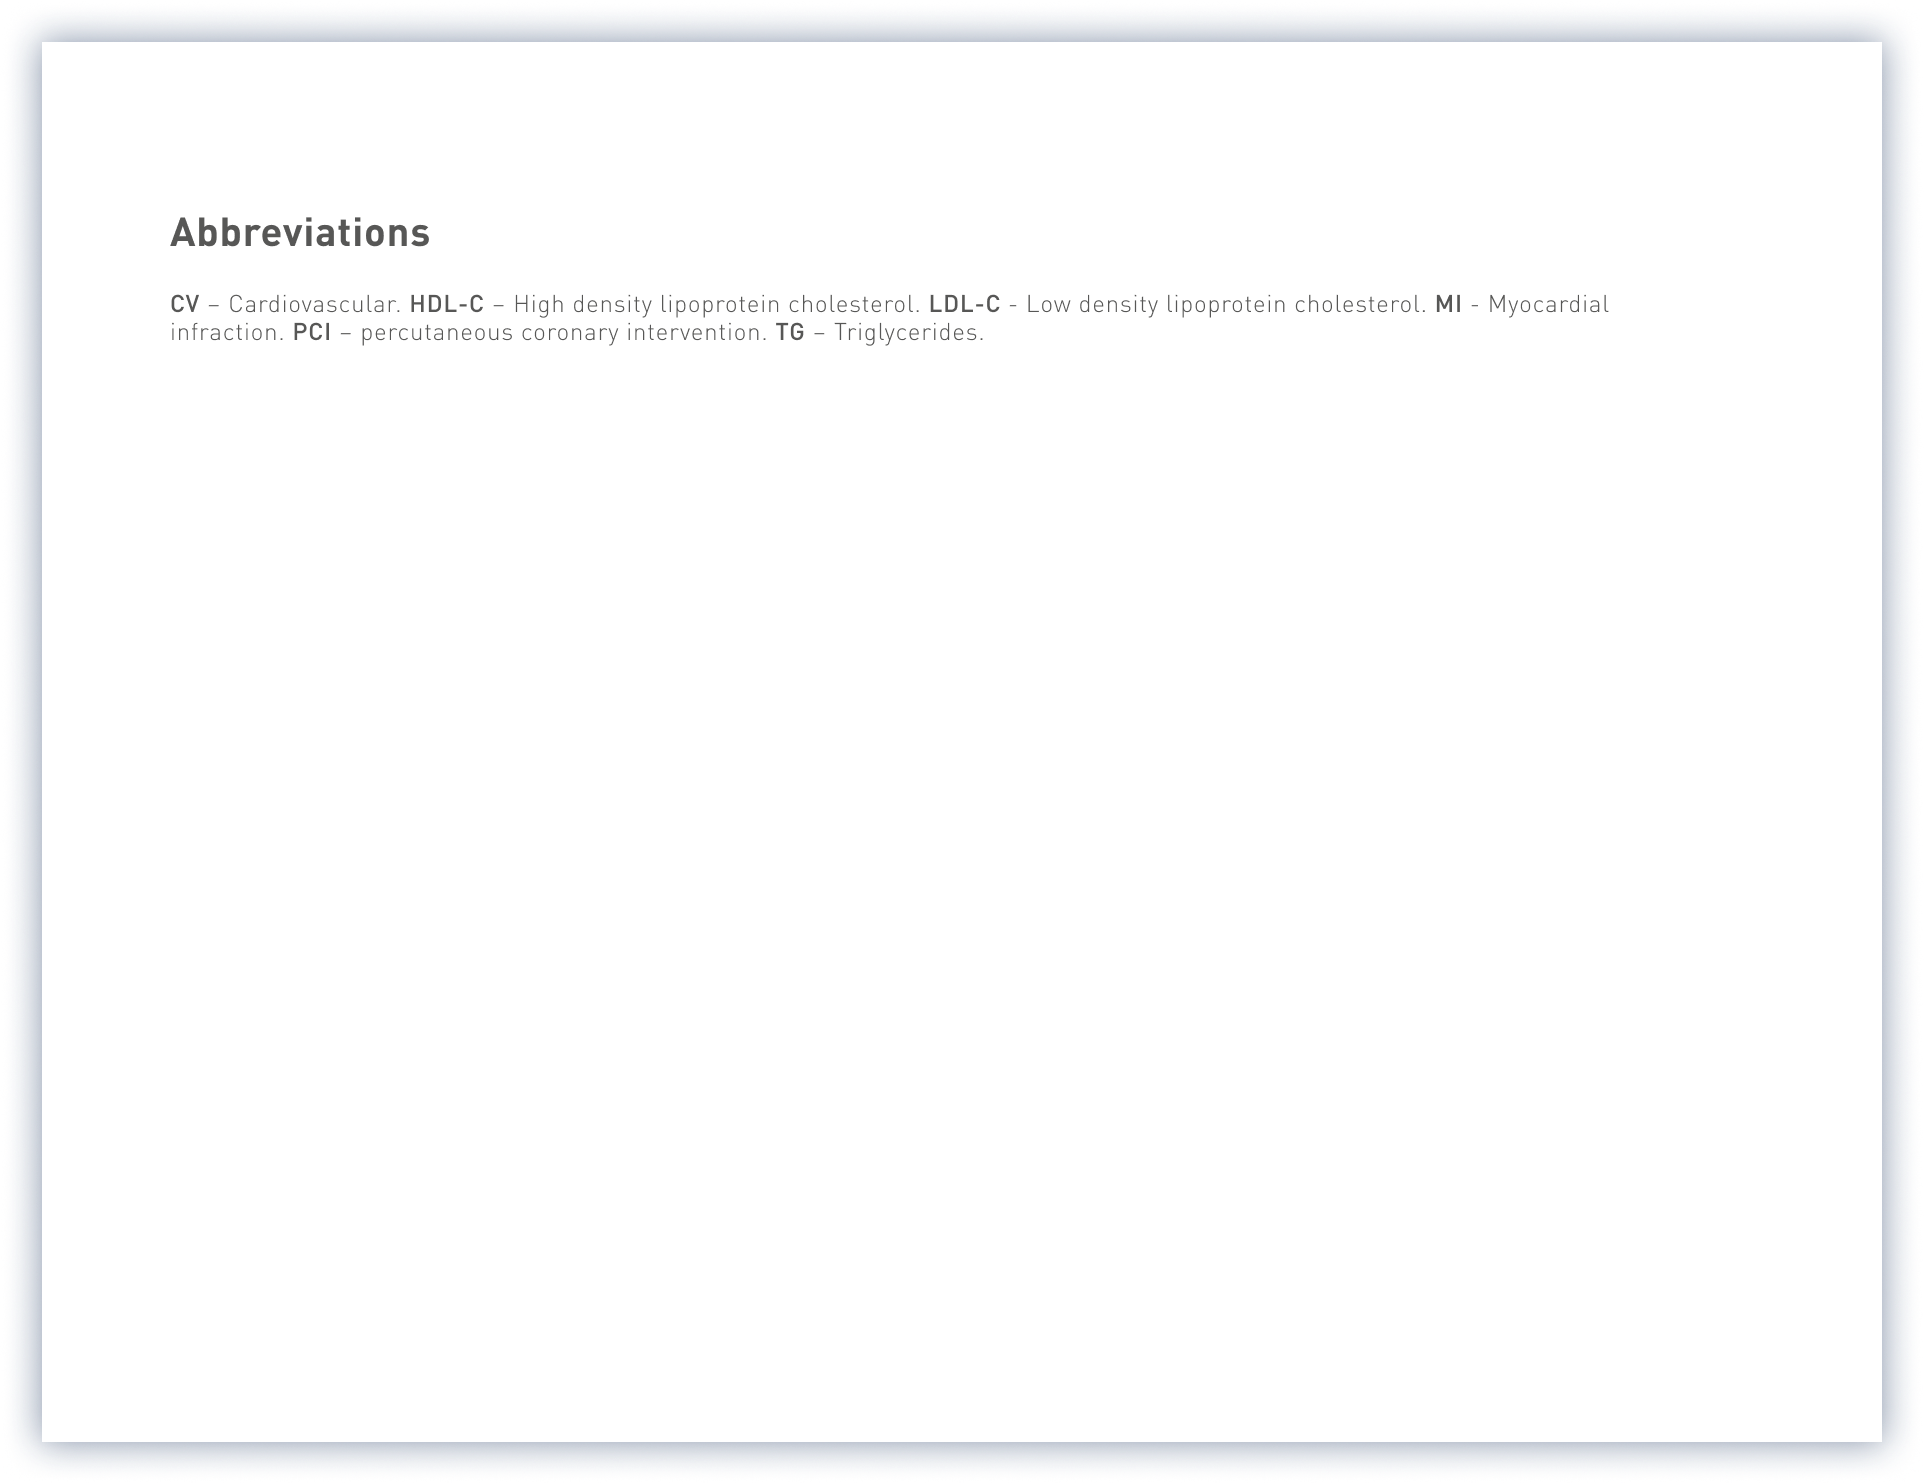 Abbreviations
CV – Cardiovascular. HDL-C – High density lipoprotein cholesterol. LDL-C - Low density lipoprotein cholesterol. MI - Myocardial
infraction. PCI – percutaneous coronary intervention. TG – Triglycerides.